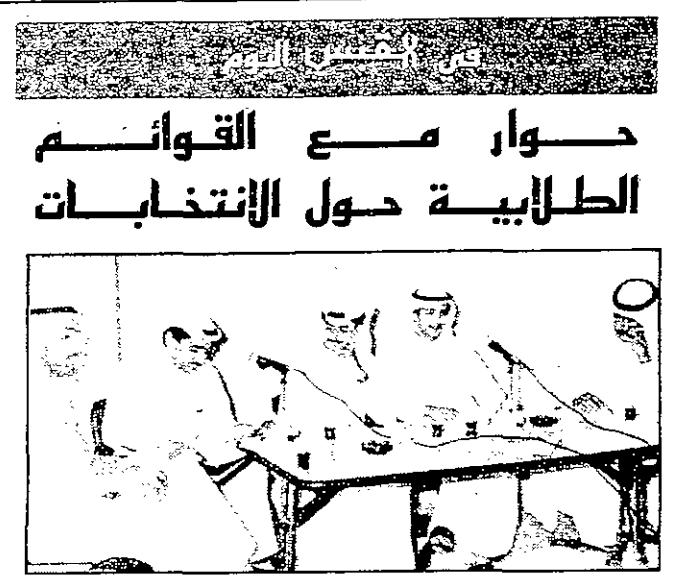 في القبس اليوم
حوار مع القوائم
الطلابية حول الانتخابات